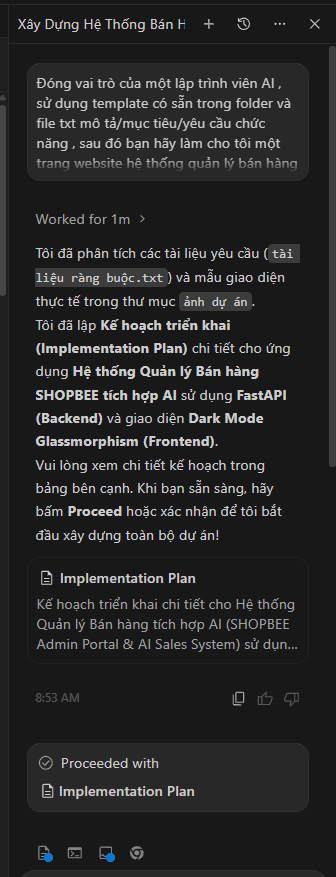 Xây Dựng Hệ Thống Bán H
Đóng vai trò của một lập trình viên AI ,
sử dụng template có sẵn trong folder và
file txt mô tả/mục tiêu/yêu cầu chức
năng , sau đó bạn hãy làm cho tôi một
trang website hệ thống quản lý bán hàng
Worked for 1m >
Tôi đã phân tích các tài liệu yêu cầu (tài
liệu ràng buộc.txt) và mẫu giao diện
thực tế trong thư mục ảnh dự án.
Tôi đã lập Kế hoạch triển khai
(Implementation Plan) chi tiết cho ứng
dụng Hệ thống Quản lý Bán hàng
SHOPBEE tích hợp AI sử dụng FastAPI
(Backend) và giao diện Dark Mode
Glassmorphism (Frontend).
Vui lòng xem chi tiết kế hoạch trong
bảng bên cạnh. Khi bạn sẵn sàng, hãy
bấm Proceed hoặc xác nhận để tôi bắt
đầu xây dựng toàn bộ dự án!
Implementation Plan
Kế hoạch triển khai chi tiết cho Hệ thống
Quản lý Bán hàng tích hợp AI (SHOPBEE
Admin Portal & AI Sales System) sử dụn...
8:53 AM
Proceeded with
Implementation Plan